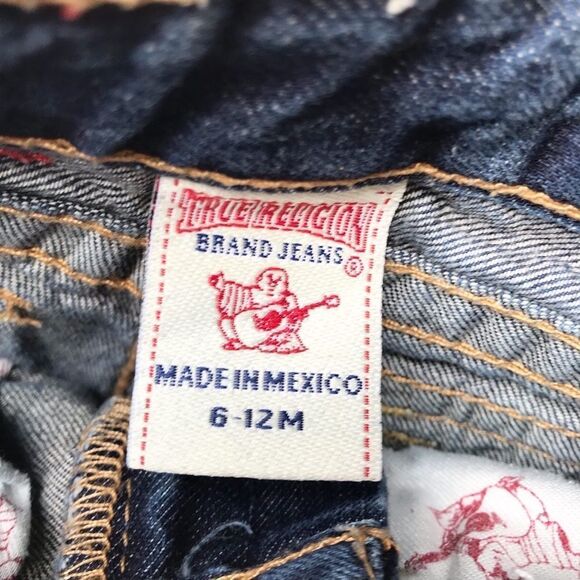 TRUE RELIGION
BRAND JEANS
®
MADE IN MEXICO
6-12M